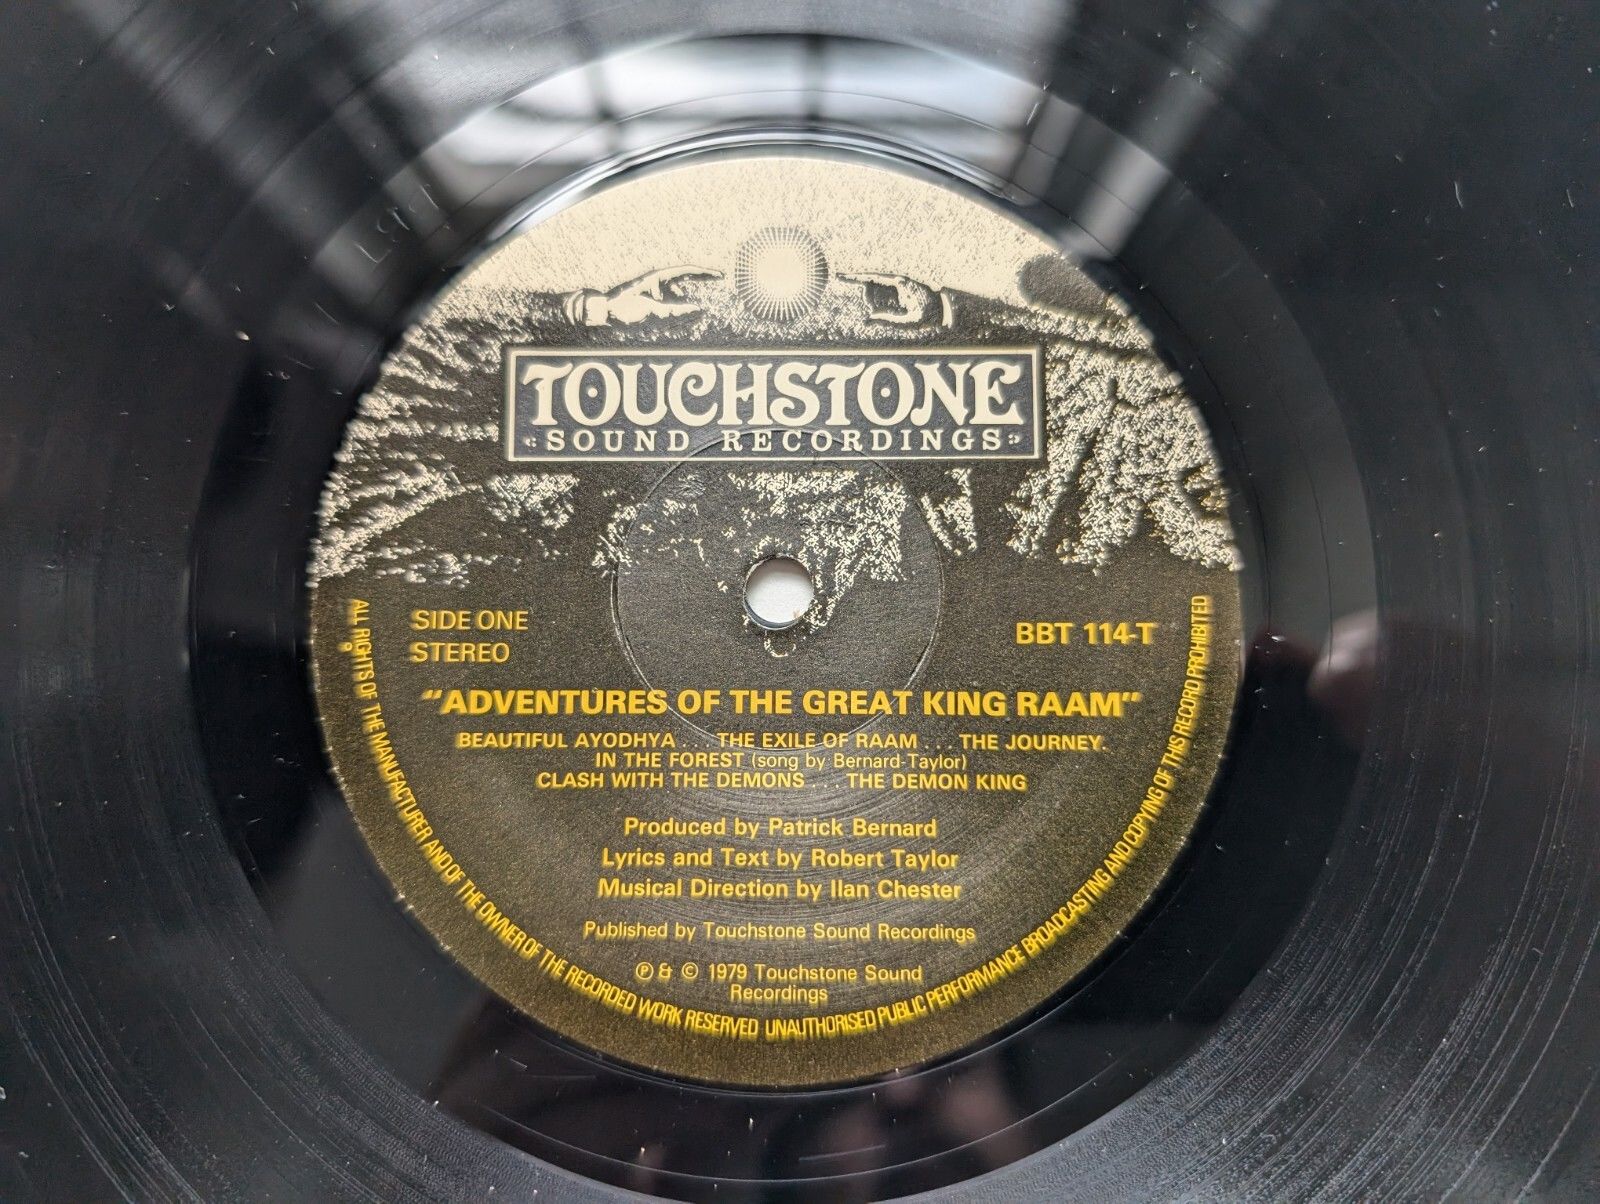 TOUCHSTONE
SOUND RECORDINGS
SIDE ONE
STEREO
BBT 114-T
"ADVENTURES OF THE GREAT KING RAAM"
BEAUTIFUL AYODHYA . . . THE EXILE OF RAAM . . . THE JOURNEY.
IN THE FOREST (song by Bernard-Taylor)
CLASH WITH THE DEMONS . . . THE DEMON KING
Produced by Patrick Bernard
Lyrics and Text by Robert Taylor
Musical Direction by Ilan Chester
Published by Touchstone Sound Recordings
℗ & © 1979 Touchstone Sound
Recordings
ALL RIGHTS OF THE MANUFACTURER AND OF THE OWNER OF THE RECORDED WORK RESERVED UNAUTHORISED PUBLIC PERFORMANCE BROADCASTING AND COPYING OF THIS RECORD PROHIBITED